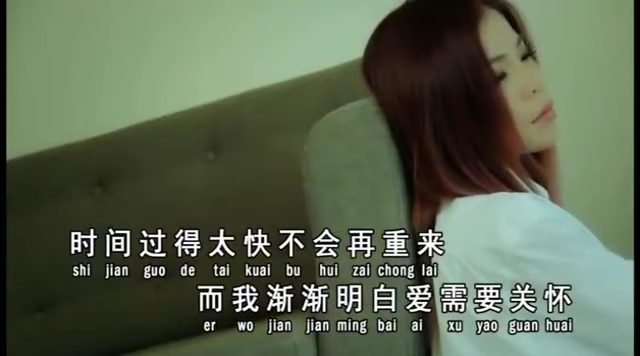 时间过得太快不会再重来
shi jian guo de tai kuai bu hui zai chong lai
而我渐渐明白爱需要关怀
er wo jian jian ming bai ai xu yao guan huai